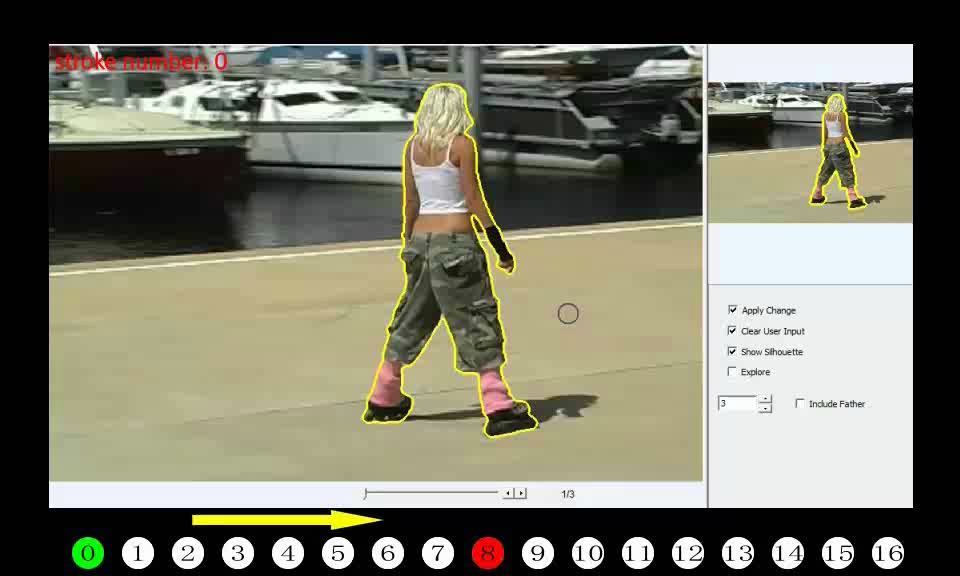 stroke number: 0
Apply Change
Clear User Input
Show Silhouette
Explore
3 Include Father
1/3
0 1 2 3 4 5 6 7 8 9 10 11 12 13 14 15 16